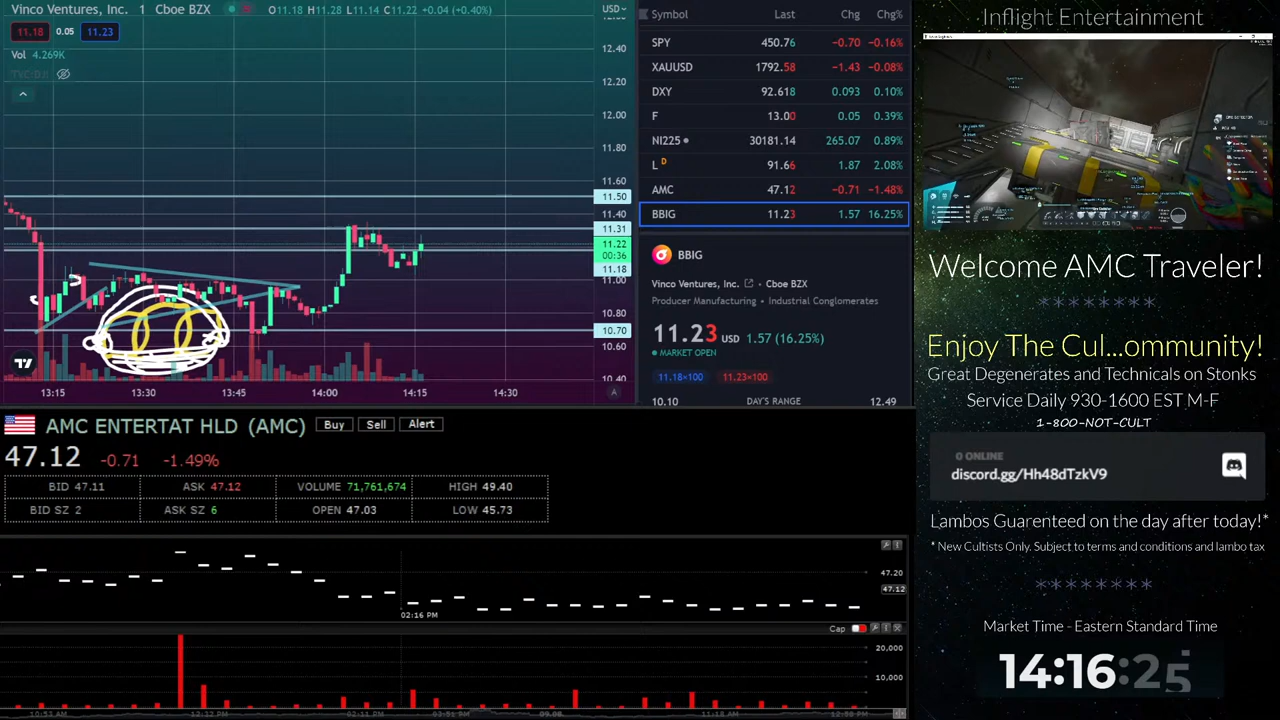 Vinco Ventures, Inc. 1 Cboe BZX O11.18 H11.28 L11.14 C11.22 +0.04 (+0.40%)
11.18 0.05 11.23
Vol 4.269K
TVC:DJI
USD
12.40
12.20
12.00
11.80
11.60
11.50
11.40
11.31
11.22
00:36
11.18
11.00
10.80
10.70
10.60
10.40
13:15 13:30 13:45 14:00 14:15 14:30 A
Symbol Last Chg Chg%
SPY 450.76 −0.70 −0.16%
XAUUSD 1792.58 −1.43 −0.08%
DXY 92.618 0.093 0.10%
F 13.00 0.05 0.39%
NI225 30181.14 265.07 0.89%
L D 91.66 1.87 2.08%
AMC 47.12 −0.71 −1.48%
BBIG 11.23 1.57 16.25%
BBIG
Vinco Ventures, Inc. • Cboe BZX
Producer Manufacturing • Industrial Conglomerates
11.23 USD 1.57 (16.25%)
MARKET OPEN
11.18×100 11.23×100
10.10 DAY'S RANGE 12.49
AMC ENTERTAT HLD (AMC) Buy Sell Alert
47.12 -0.71 -1.49%
BID 47.11 ASK 47.12 VOLUME 71,761,674 HIGH 49.40
BID SZ 2 ASK SZ 6 OPEN 47.03 LOW 45.73
47.20
47.12
02:16 PM
Cap
20,000
10,000
Inflight Entertainment
Welcome AMC Traveler!
********
Enjoy The Cul...ommunity!
Great Degenerates and Technicals on Stonks
Service Daily 930-1600 EST M-F
1-800-NOT-CULT
0 ONLINE
discord.gg/Hh48dTzkV9
Lambos Guarenteed on the day after today!*
* New Cultists Only. Subject to terms and conditions and lambo tax
********
Market Time - Eastern Standard Time
14:16:25